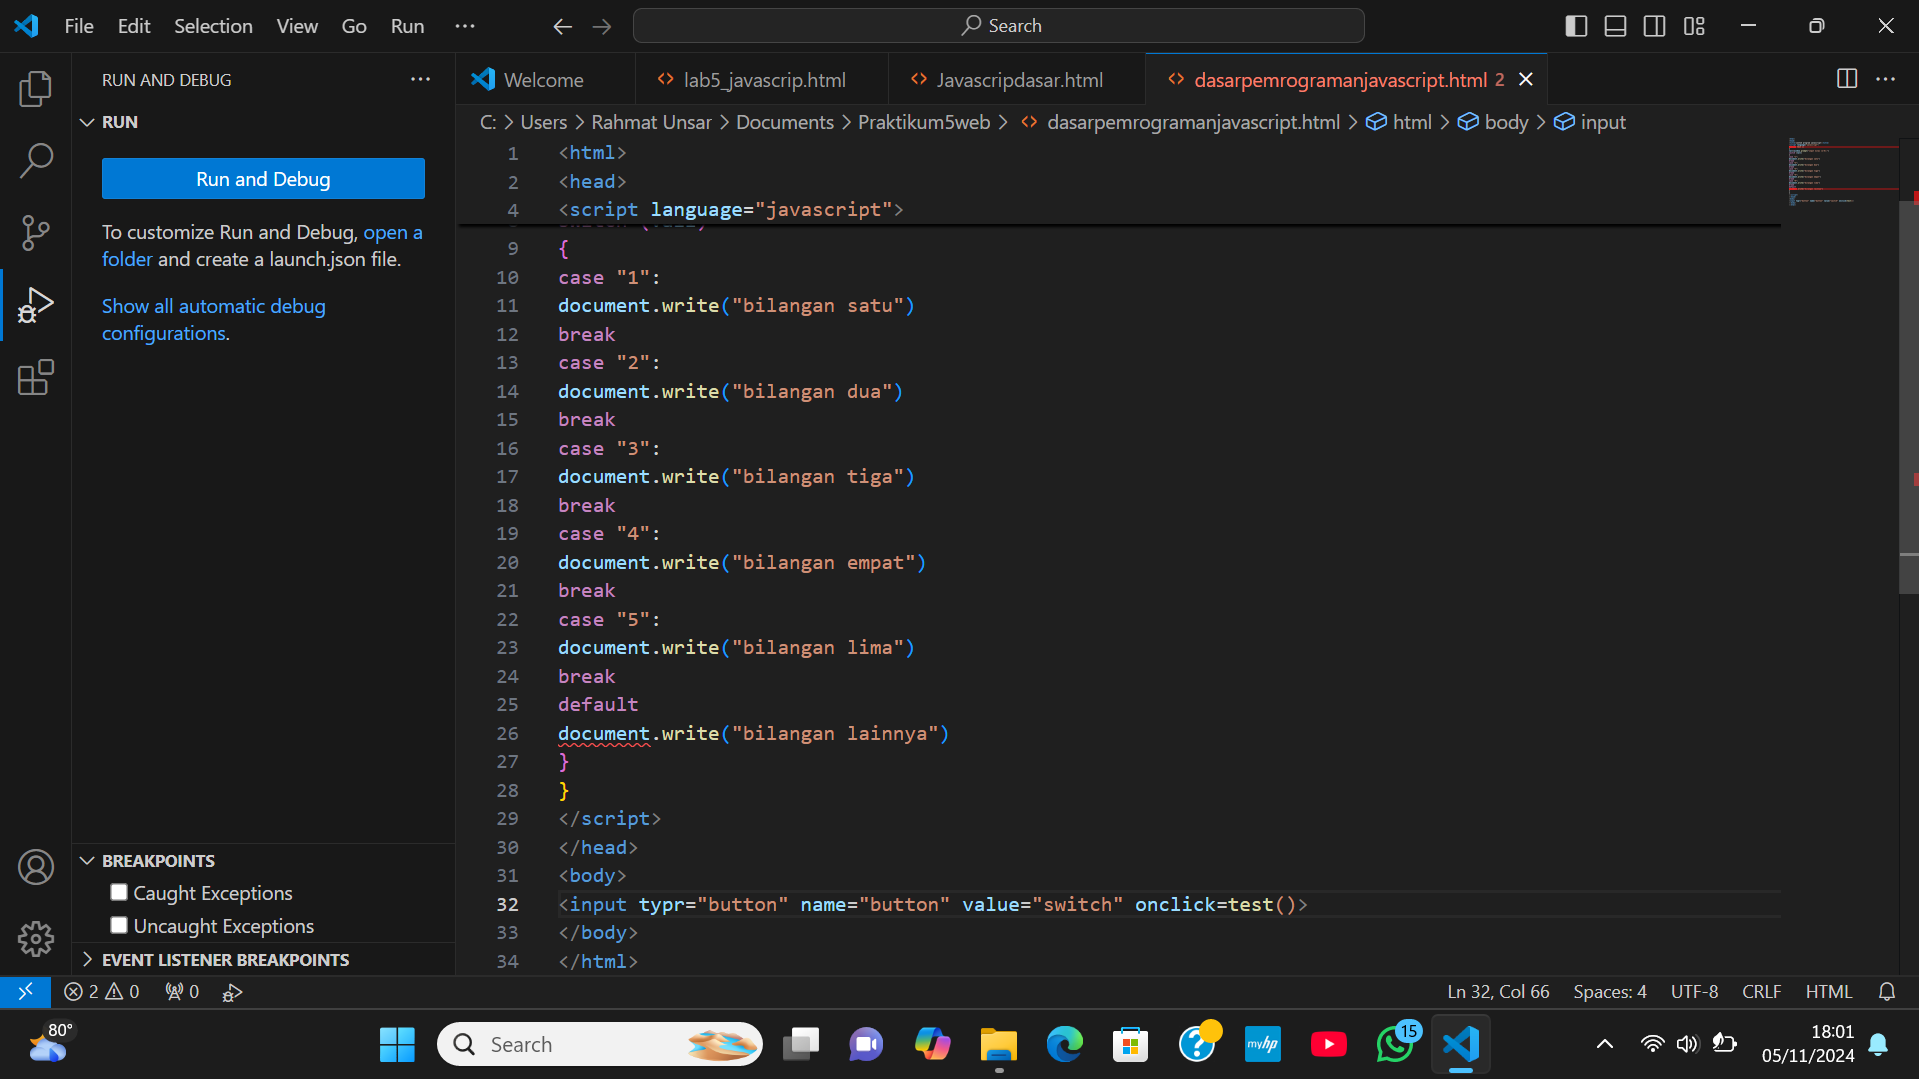 File Edit Selection View Go Run ··· Search
RUN AND DEBUG ···
Welcome lab5_javascrip.html Javascripdasar.html dasarpemrogramanjavascript.html 2
C: > Users > Rahmat Unsar > Documents > Praktikum5web > dasarpemrogramanjavascript.html > html > body > input
RUN
Run and Debug
To customize Run and Debug, open a
folder and create a launch.json file.
Show all automatic debug
configurations.
1 <html>
2 <head>
4 <script language="javascript">
9 {
10 case "1":
11 document.write("bilangan satu")
12 break
13 case "2":
14 document.write("bilangan dua")
15 break
16 case "3":
17 document.write("bilangan tiga")
18 break
19 case "4":
20 document.write("bilangan empat")
21 break
22 case "5":
23 document.write("bilangan lima")
24 break
25 default
26 document.write("bilangan lainnya")
27 }
28 }
29 </script>
30 </head>
31 <body>
32 <input typr="button" name="button" value="switch" onclick=test()>
33 </body>
34 </html>
BREAKPOINTS
Caught Exceptions
Uncaught Exceptions
EVENT LISTENER BREAKPOINTS
2 0 0 Ln 32, Col 66 Spaces: 4 UTF-8 CRLF HTML
80° Search myhp 15 18:01
05/11/2024